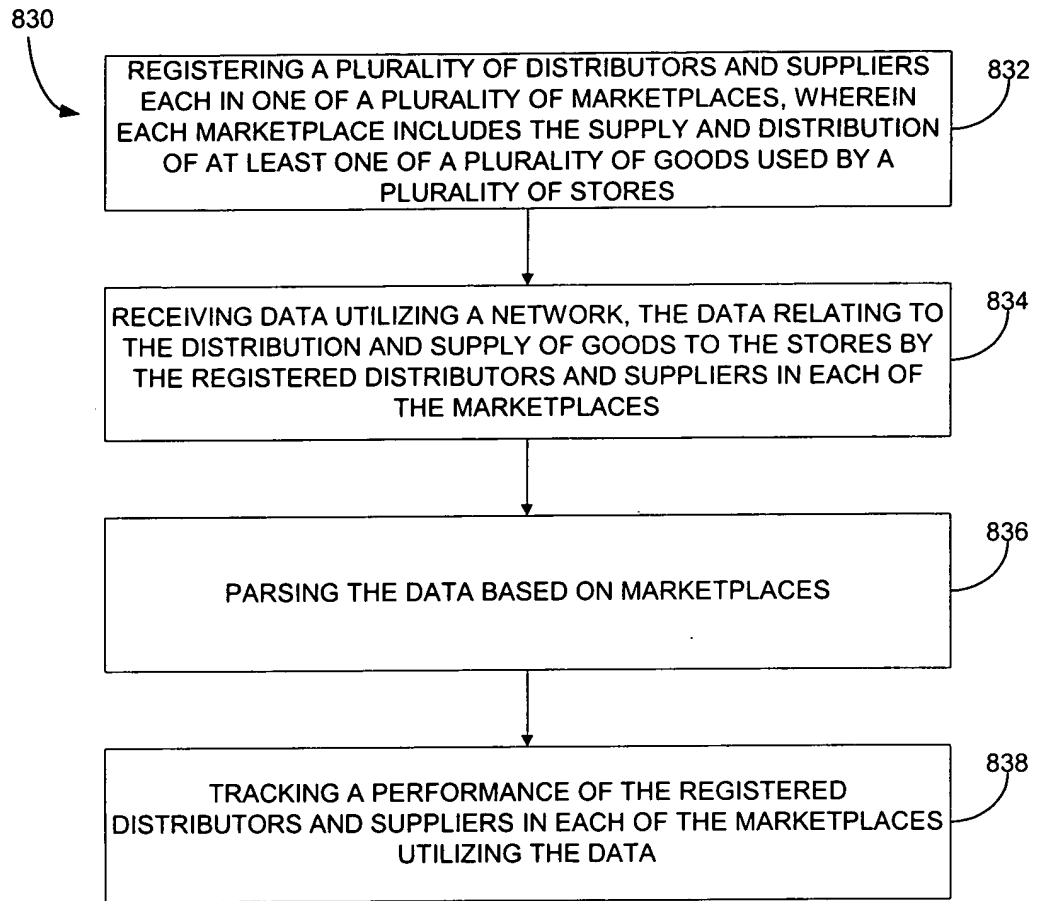 830
REGISTERING A PLURALITY OF DISTRIBUTORS AND SUPPLIERS
EACH IN ONE OF A PLURALITY OF MARKETPLACES, WHEREIN
EACH MARKETPLACE INCLUDES THE SUPPLY AND DISTRIBUTION
OF AT LEAST ONE OF A PLURALITY OF GOODS USED BY A
PLURALITY OF STORES
832
RECEIVING DATA UTILIZING A NETWORK, THE DATA RELATING TO
THE DISTRIBUTION AND SUPPLY OF GOODS TO THE STORES BY
THE REGISTERED DISTRIBUTORS AND SUPPLIERS IN EACH OF
THE MARKETPLACES
834
PARSING THE DATA BASED ON MARKETPLACES
836
TRACKING A PERFORMANCE OF THE REGISTERED
DISTRIBUTORS AND SUPPLIERS IN EACH OF THE MARKETPLACES
UTILIZING THE DATA
838